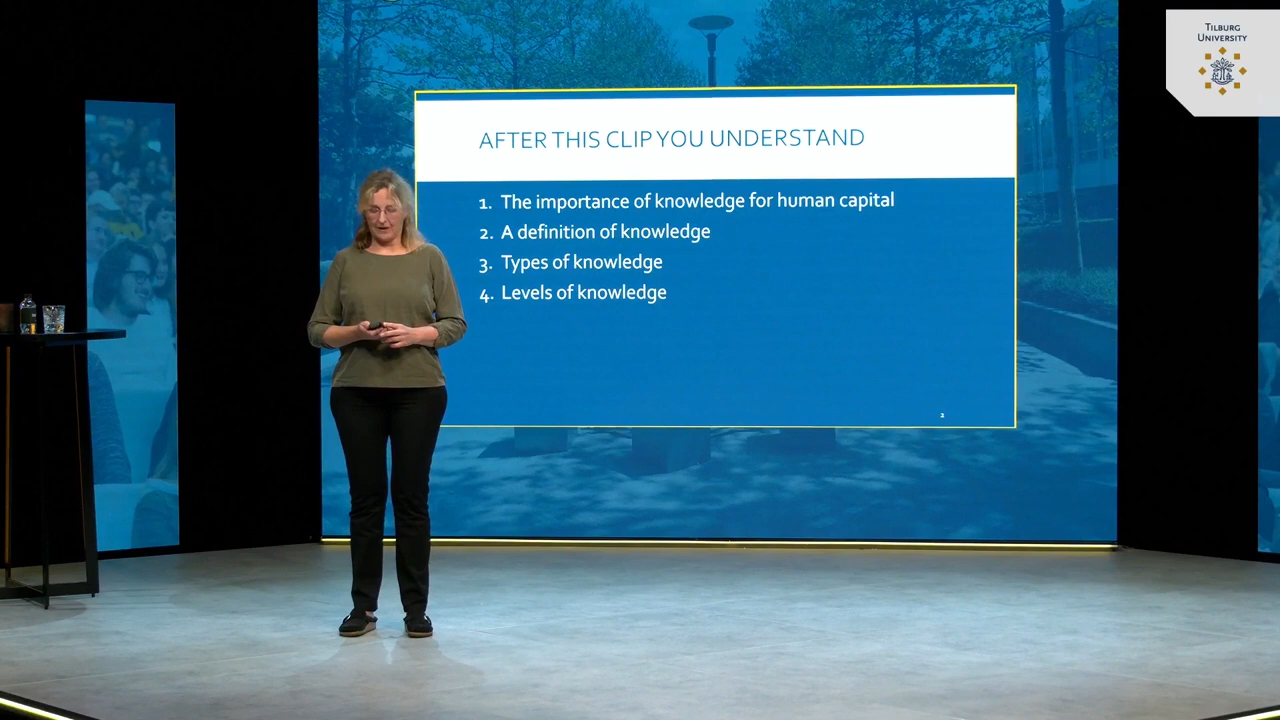 TILBURG
UNIVERSITY
AFTER THIS CLIP YOU UNDERSTAND
1. The importance of knowledge for human capital
2. A definition of knowledge
3. Types of knowledge
4. Levels of knowledge
2